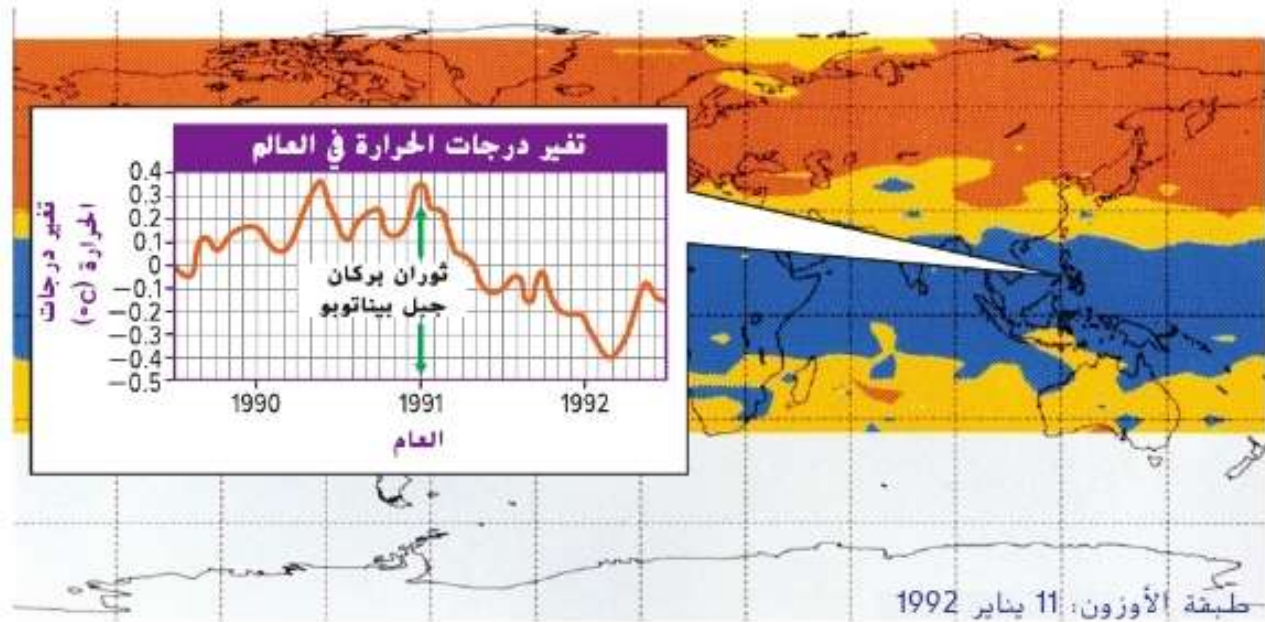 تغير درجات الحرارة في العالم
تغير درجات
الحرارة (°C)
0.4
0.3
0.2
0.1
0
−0.1
−0.2
−0.3
−0.4
−0.5
ثوران بركان
جبل بيناتوبو
1990
1991
1992
العام
طبقة الأوزون: 11 يناير 1992